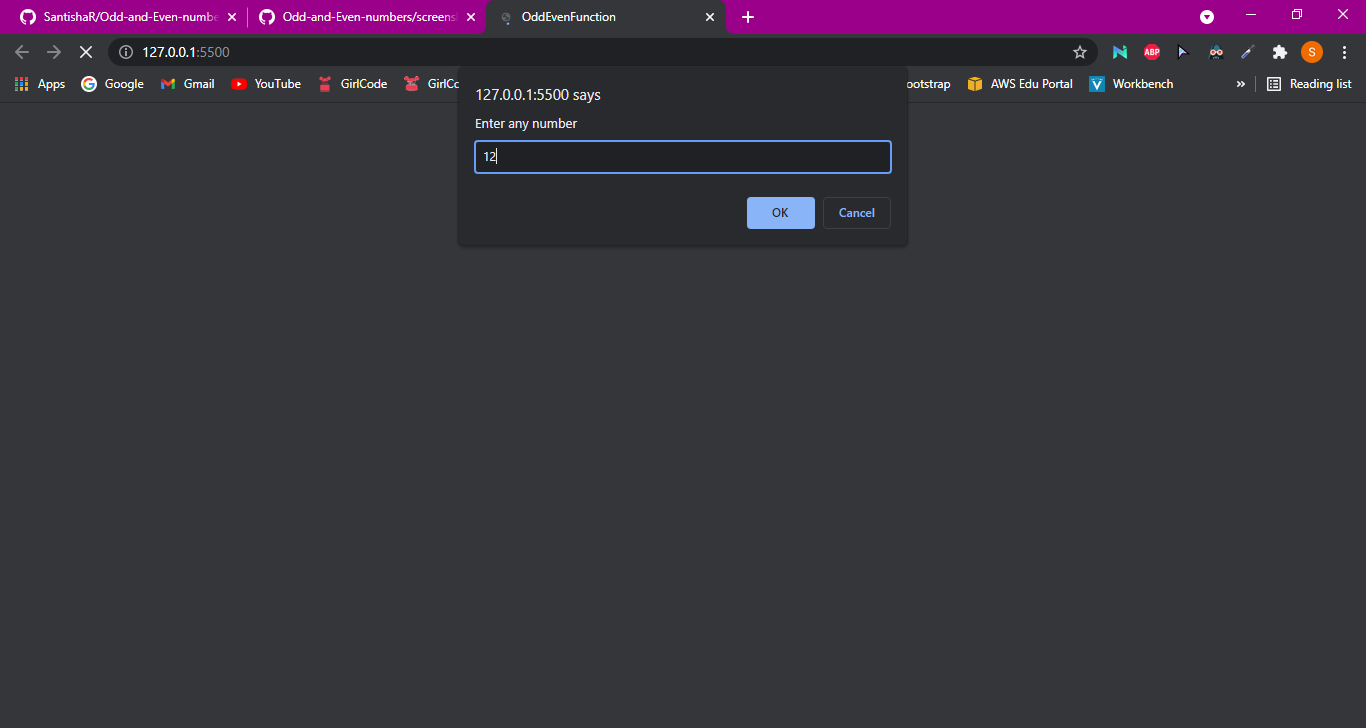 SantishaR/Odd-and-Even-numbe
Odd-and-Even-numbers/screens
OddEvenFunction
127.0.0.1:5500
ABP
S
Apps Google Gmail YouTube GirlCode GirlCo ootstrap AWS Edu Portal Workbench » Reading list
127.0.0.1:5500 says
Enter any number
12
OK Cancel